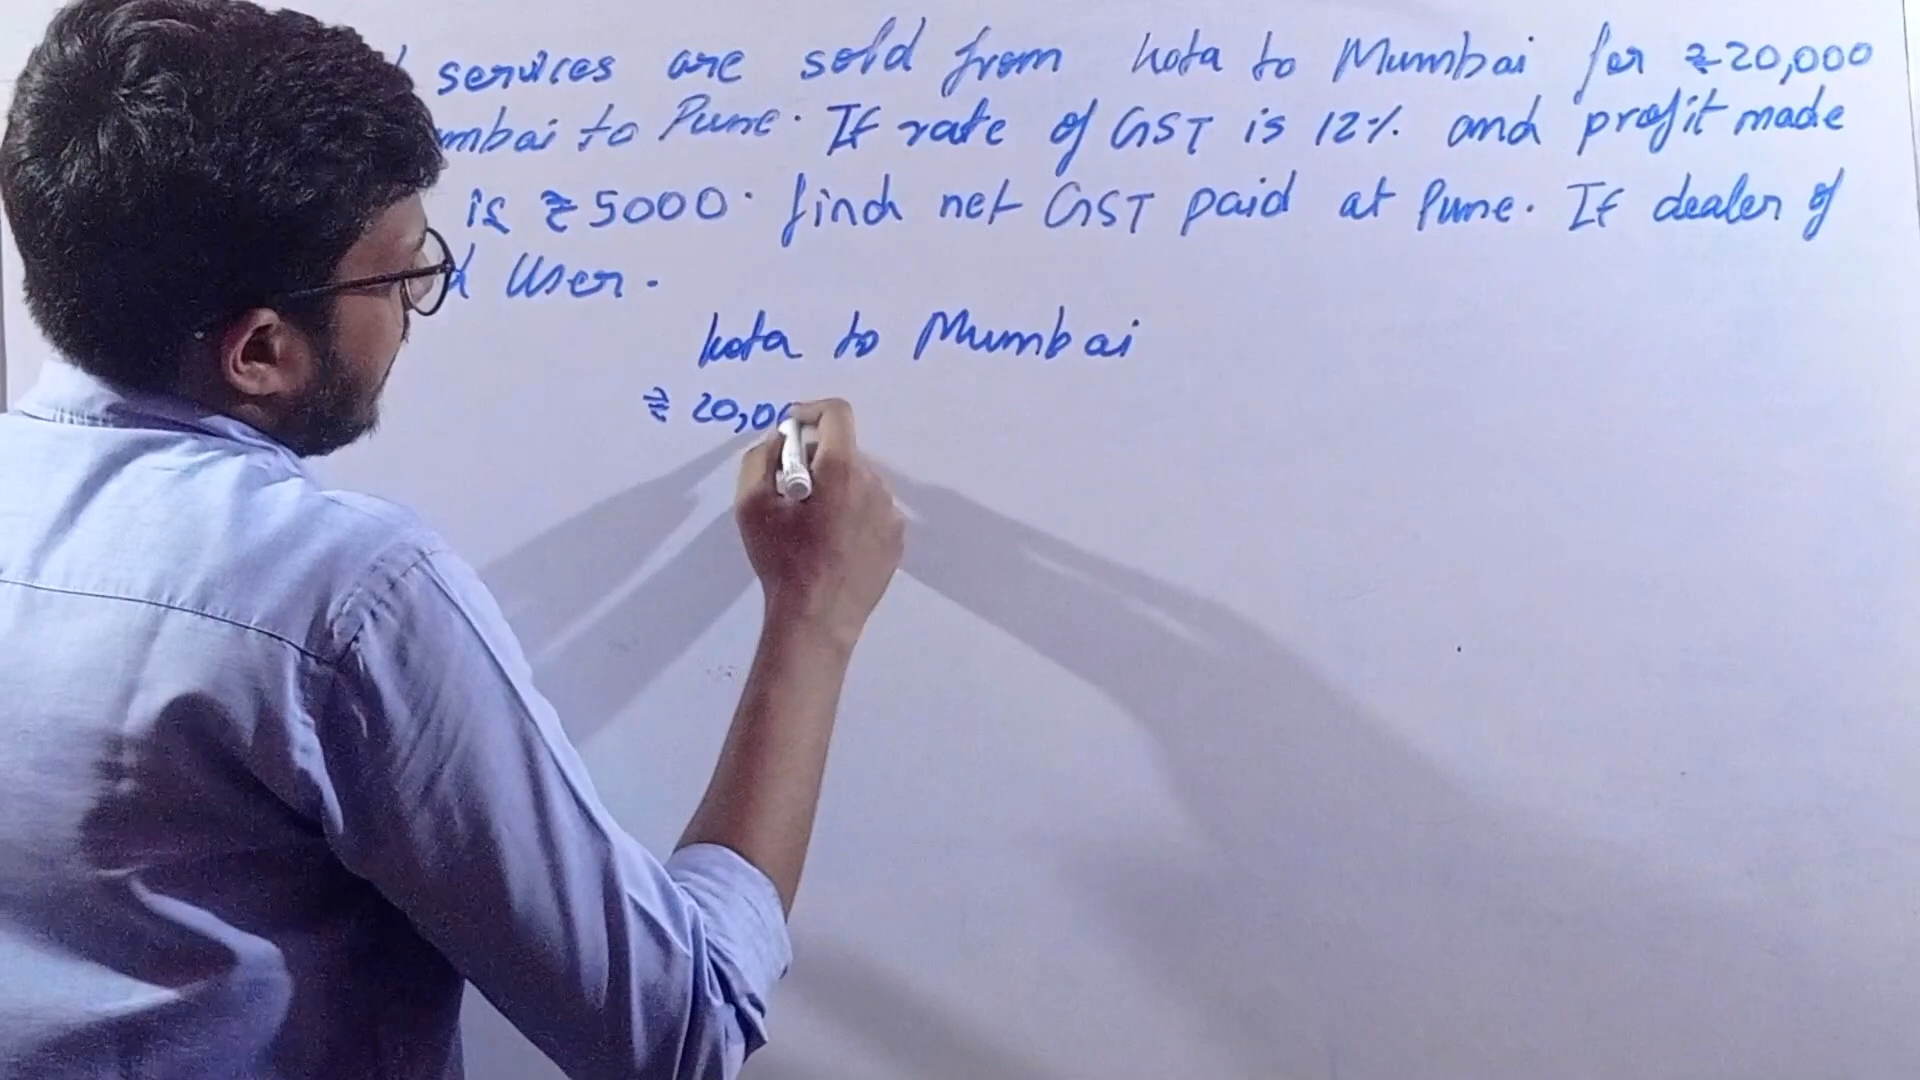 services are sold from kota to Mumbai for ₹20,000
mbai to Pune. If rate of GST is 12% and profit made
is ₹5000. find net GST paid at Pune. If dealer of
User.
kota to Mumbai
₹ 20,00